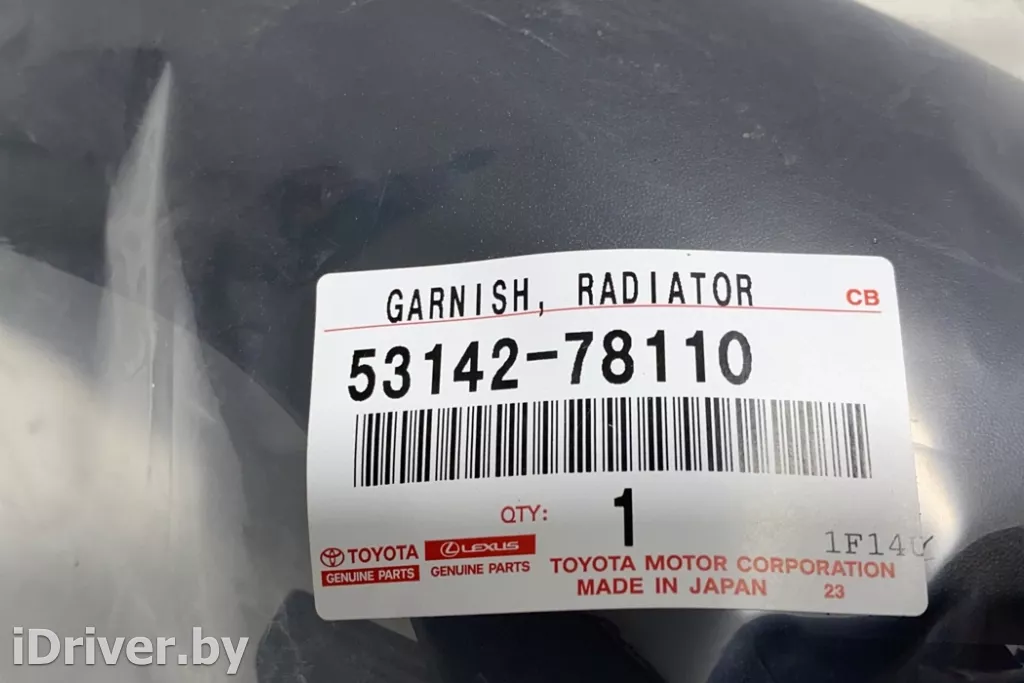 GARNISH, RADIATOR
CB
53142-78110
QTY: 1
TOYOTA
GENUINE PARTS
LEXUS
GENUINE PARTS
TOYOTA MOTOR CORPORATION
MADE IN JAPAN 23
iDriver.by